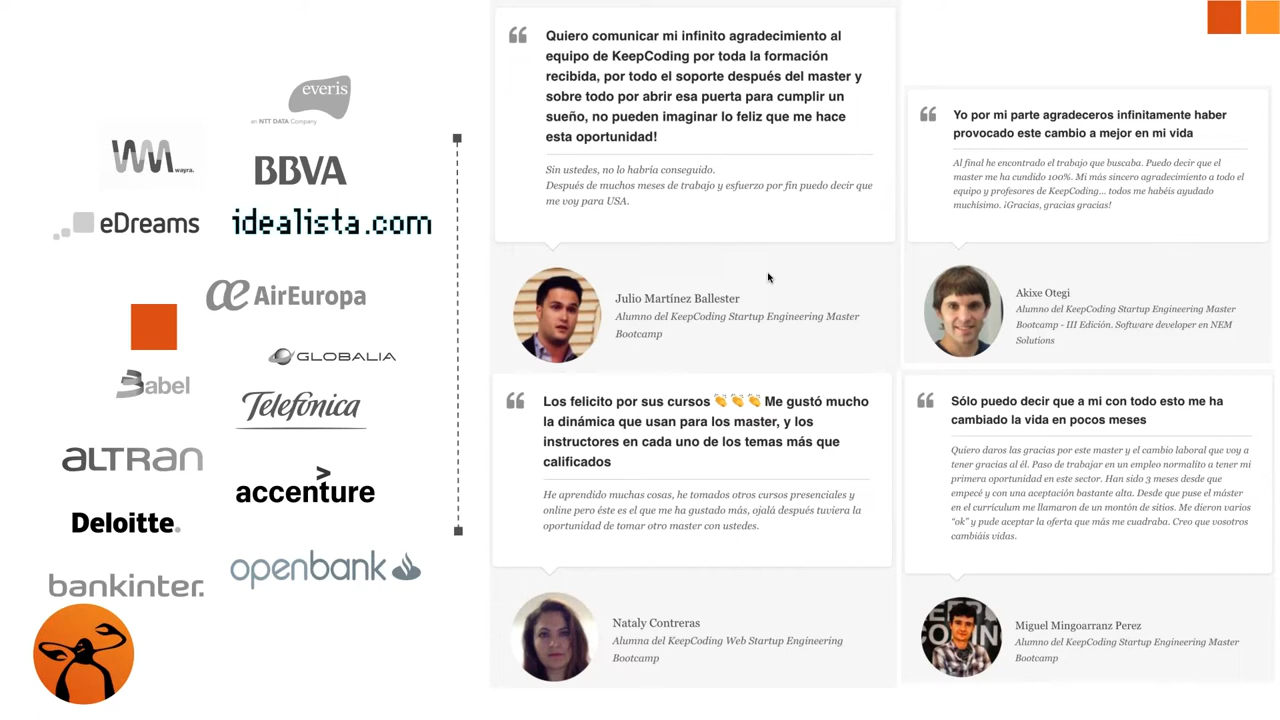 everis
an NTT DATA Company
wayra.
BBVA
eDreams
idealista.com
AirEuropa
GLOBALIA
Babel
Telefónica
ALTRAN
accenture
Deloitte.
openbank
bankinter.
Quiero comunicar mi infinito agradecimiento al
equipo de KeepCoding por toda la formación
recibida, por todo el soporte después del master y
sobre todo por abrir esa puerta para cumplir un
sueño, no pueden imaginar lo feliz que me hace
esta oportunidad!
Sin ustedes, no lo habría conseguido.
Después de muchos meses de trabajo y esfuerzo por fin puedo decir que
me voy para USA.
Julio Martínez Ballester
Alumno del KeepCoding Startup Engineering Master
Bootcamp
Yo por mi parte agradeceros infinitamente haber
provocado este cambio a mejor en mi vida
Al final he encontrado el trabajo que buscaba. Puedo decir que el
master me ha cundido 100%. Mi más sincero agradecimiento a todo el
equipo y profesores de KeepCoding... todos me habéis ayudado
muchísimo. ¡Gracias, gracias gracias!
Akixe Otegi
Alumno del KeepCoding Startup Engineering Master
Bootcamp - III Edición. Software developer en NEM
Solutions
Los felicito por sus cursos 👏👏👏 Me gustó mucho
la dinámica que usan para los master, y los
instructores en cada uno de los temas más que
calificados
He aprendido muchas cosas, he tomados otros cursos presenciales y
online pero éste es el que me ha gustado más, ojalá después tuviera la
oportunidad de tomar otro master con ustedes.
Nataly Contreras
Alumna del KeepCoding Web Startup Engineering
Bootcamp
Sólo puedo decir que a mi con todo esto me ha
cambiado la vida en pocos meses
Quiero daros las gracias por este master y el cambio laboral que voy a
tener gracias al él. Paso de trabajar en un empleo normalito a tener mi
primera oportunidad en este sector. Han sido 3 meses desde que
empecé y con una aceptación bastante alta. Desde que puse el máster
en el currículum me llamaron de un montón de sitios. Me dieron varios
"ok" y pude aceptar la oferta que más me cuadraba. Creo que vosotros
cambiáis vidas.
Miguel Mingoarranz Perez
Alumno del KeepCoding Startup Engineering Master
Bootcamp